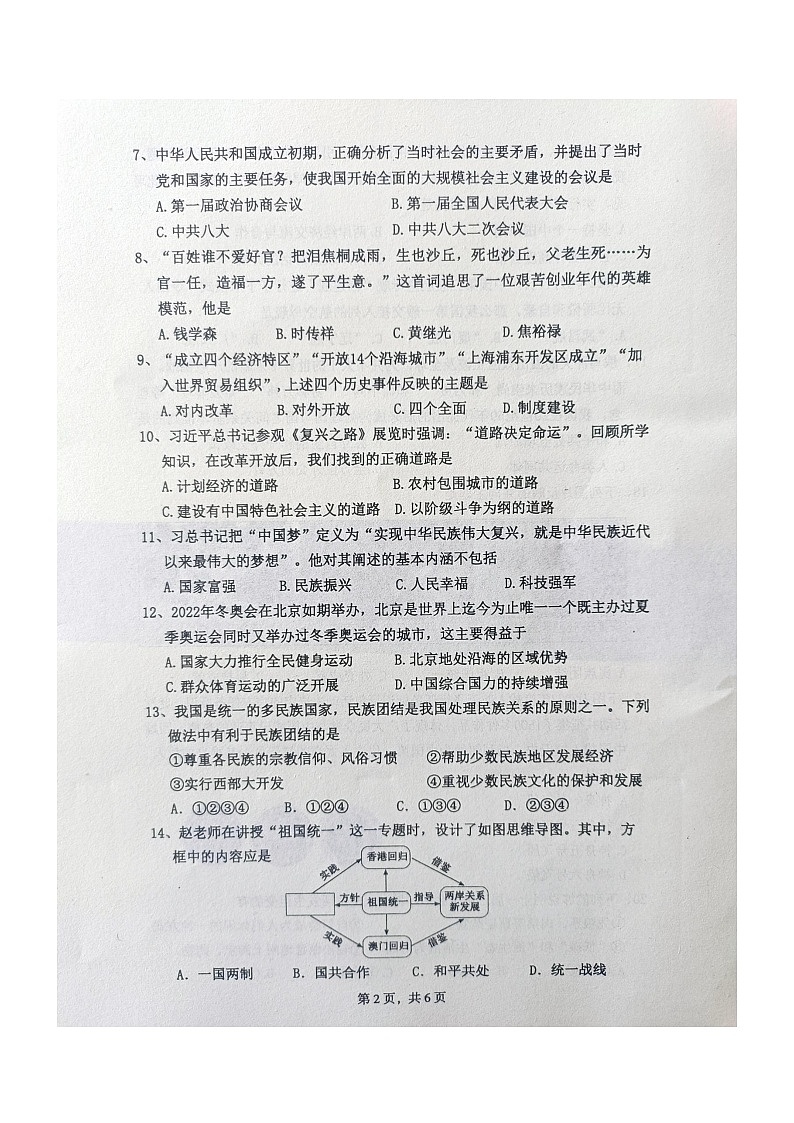 7、中华人民共和国成立初期，正确分析了当时社会的主要矛盾，并提出了当时
党和国家的主要任务，使我国开始全面的大规模社会主义建设的会议是
A.第一届政治协商会议 B.第一届全国人民代表大会
C.中共八大 D.中共八大二次会议
8、“百姓谁不爱好官？把泪焦桐成雨，生也沙丘，死也沙丘，父老生死……为
官一任，造福一方，遂了平生意。”这首词追思了一位艰苦创业年代的英雄
模范，他是
A.钱学森 B.时传祥 C.黄继光 D.焦裕禄
9、“成立四个经济特区”“开放14个沿海城市”“上海浦东开发区成立”“加
入世界贸易组织”,上述四个历史事件反映的主题是
A.对内改革 B.对外开放 C.四个全面 D.制度建设
10、习近平总书记参观《复兴之路》展览时强调：“道路决定命运”。回顾所学
知识，在改革开放后，我们找到的正确道路是
A.计划经济的道路 B.农村包围城市的道路
C.建设有中国特色社会主义的道路 D.以阶级斗争为纲的道路
11、习总书记把“中国梦”定义为“实现中华民族伟大复兴，就是中华民族近代
以来最伟大的梦想”。他对其阐述的基本内涵不包括
A.国家富强 B.民族振兴 C.人民幸福 D.科技强军
12、2022年冬奥会在北京如期举办，北京是世界上迄今为止唯一一个既主办过夏
季奥运会同时又举办过冬季奥运会的城市，这主要得益于
A.国家大力推行全民健身运动 B.北京地处沿海的区域优势
C.群众体育运动的广泛开展 D.中国综合国力的持续增强
13、我国是统一的多民族国家，民族团结是我国处理民族关系的原则之一。下列
做法中有利于民族团结的是
①尊重各民族的宗教信仰、风俗习惯 ②帮助少数民族地区发展经济
③实行西部大开发 ④重视少数民族文化的保护和发展
A．①②③④ B．①②④ C．①③④ D．②③④
14、赵老师在讲授“祖国统一”这一专题时，设计了如图思维导图。其中，方
框中的内容应是
香港回归
实践 借鉴
方针 祖国统一 指导 两岸关系
新发展
实践 澳门回归 借鉴
A．一国两制 B．国共合作 C．和平共处 D．统一战线
第 2 页，共 6 页